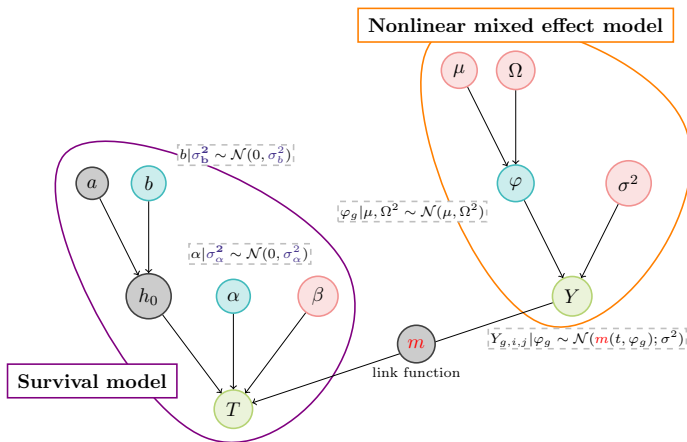 Nonlinear mixed effect model
μ Ω
b|σ_b^2 ∼ 𝒩(0, σ_b^2)
a b φ σ^2
φ_g|μ, Ω^2 ∼ 𝒩(μ, Ω^2)
α|σ_α^2 ∼ 𝒩(0, σ_α^2)
h_0 α β Y
Y_{g,i,j}|φ_g ∼ 𝒩(m(t, φ_g); σ^2)
m
link function
Survival model
T